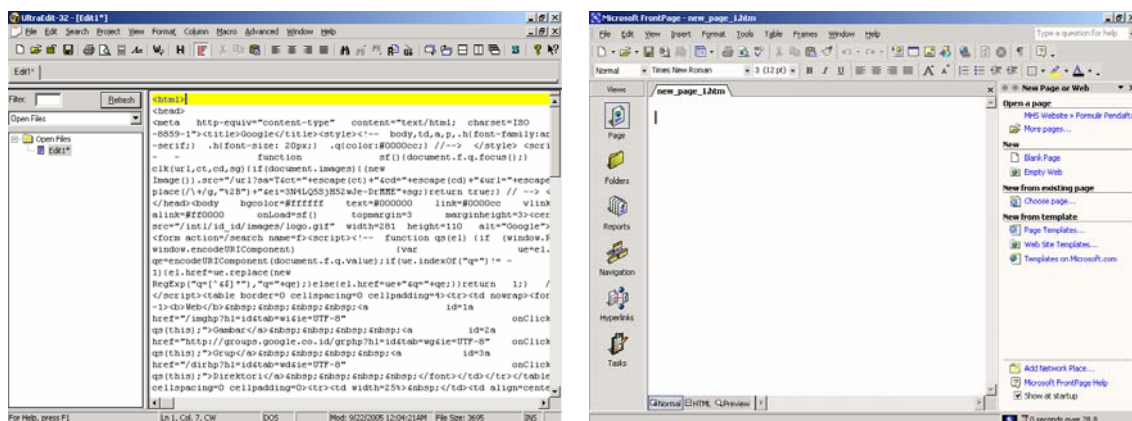 UltraEdit-32 - [Edit1*]
File Edit Search Project View Format Column Macro Advanced Window Help
Edit1*
Filter: Refresh
Open Files
Open Files
Edit1*
<html>
<head>
<meta http-equiv="content-type" content="text/html; charset=ISO
-8859-1"><title>Google</title><style><!-- body,td,a,p,.h{font-family:ar
-serif;} .h{font-size: 20px;} .q{color:#0000cc;} //--> </style> <scri
- - function sf(){document.f.q.focus();}
clk(url,ct,cd,sg){if(document.images){(new
Image()).src="/url?sa=T&ct="+escape(ct)+"&cd="+escape(cd)+"&url="+escape
</head><body bgcolor=#ffffff text=#000000 link=#0000cc vlink
alink=#ff0000 onLoad=sf() topmargin=3 marginheight=3><cen
src="/intl/id_id/images/logo.gif" width=281 height=110 alt="Google">
<form action=/search name=f><script><!-- function qs(el) {if (window.R
window.encodeURIComponent) {var ue=el.
qe=encodeURIComponent(document.f.q.value);if(ue.indexOf("q=")!= -
1){el.href=ue.replace(new
RegExp("q=[^&$]*"),"q="+qe);}else{el.href=ue+"&q="+qe;}}return 1;} /
</script><table border=0 cellspacing=0 cellpadding=4><tr><td nowrap><fon
-1><b>Web</b>&nbsp;&nbsp;&nbsp;&nbsp;<a id=1a
href="/imghp?hl=id&tab=wi&ie=UTF-8" onClick
qs(this);">Gambar</a>&nbsp;&nbsp;&nbsp;&nbsp;<a id=2a
href="http://groups.google.co.id/grphp?hl=id&tab=wg&ie=UTF-8" onClick
qs(this);">Grup</a>&nbsp;&nbsp;&nbsp;&nbsp;<a id=3a
href="/dirhp?hl=id&tab=wd&ie=UTF-8" onClick
qs(this);">Direktori</a>&nbsp;&nbsp;&nbsp;&nbsp;</font></td></tr></table
cellspacing=0 cellpadding=0><tr><td width=25%>&nbsp;</td><td align=cente
For Help, press F1 Ln 1, Col. 7, CW DOS Mod: 9/22/2005 12:04:21AM File Size: 3695 INS
Microsoft FrontPage - new_page_1.htm
File Edit View Insert Format Tools Table Frames Window Help Type a question for help
Normal Times New Roman 3 (12 pt) B I U
Views new_page_1.htm New Page or Web
Page
Folders
Reports
Navigation
Hyperlinks
Tasks
Normal HTML Preview
Open a page
MHS Website » Formulir Pendafta
More pages...
New
Blank Page
Empty Web
New from existing page
Choose page...
New from template
Page Templates...
Web Site Templates...
Templates on Microsoft.com
Add Network Place...
Microsoft FrontPage Help
Show at startup
0 seconds over 28.8